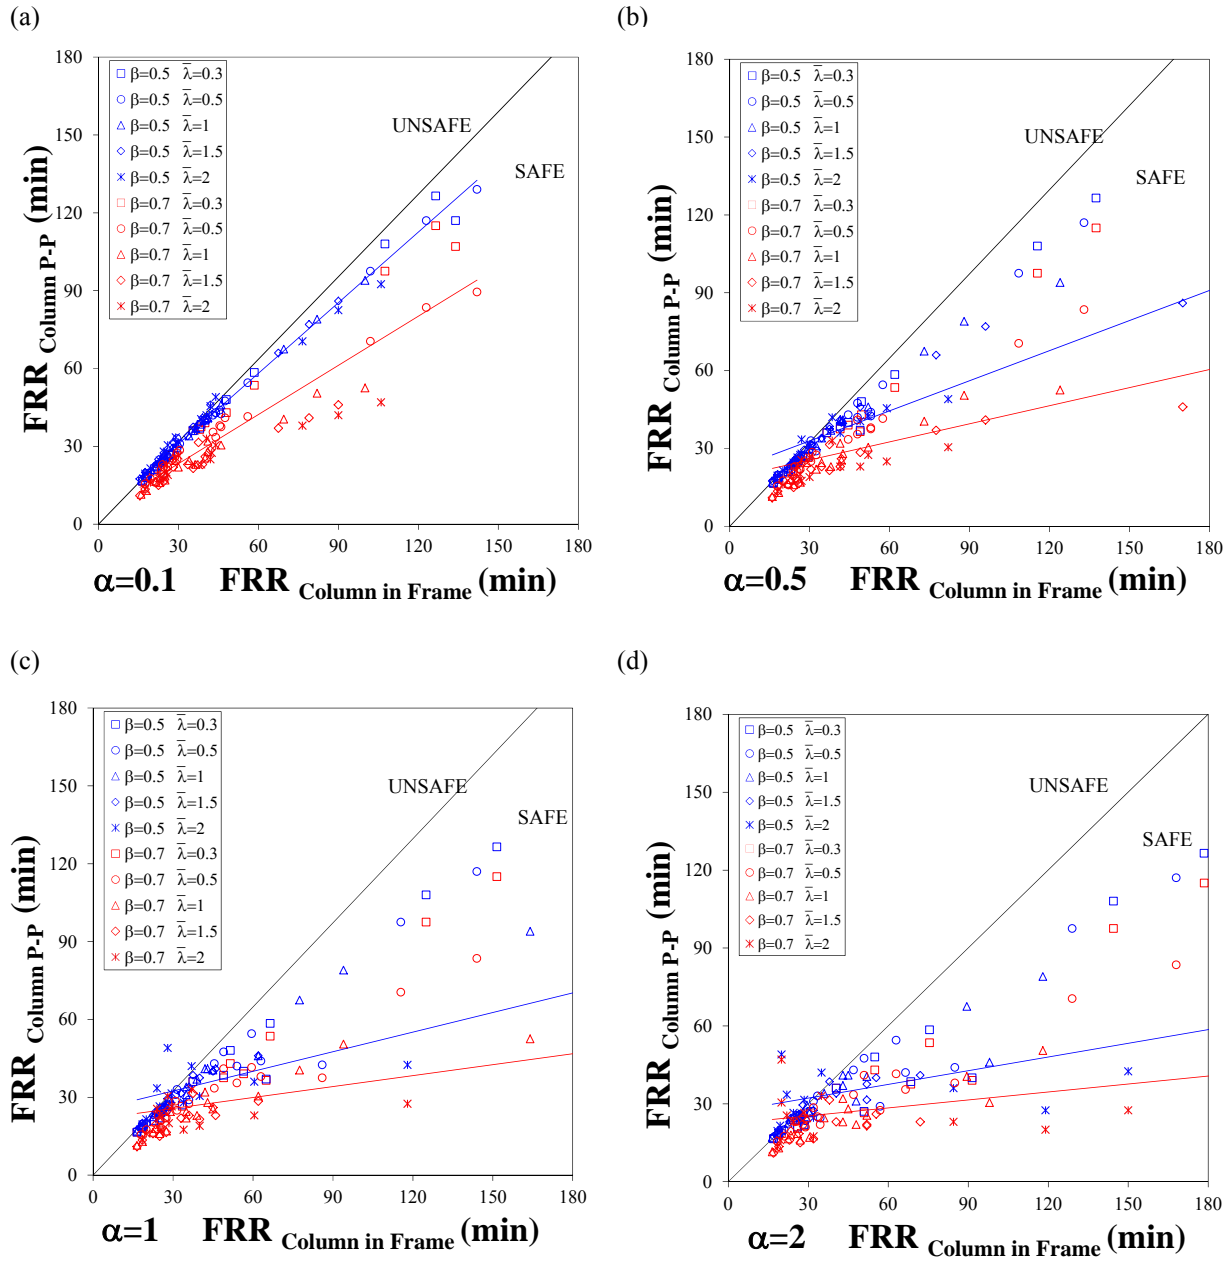 (a)
180
150
120
90
60
30
0
0 30 60 90 120 150 180
FRR Column P-P (min)
β=0.5 λ̄=0.3
β=0.5 λ̄=0.5
β=0.5 λ̄=1
β=0.5 λ̄=1.5
β=0.5 λ̄=2
β=0.7 λ̄=0.3
β=0.7 λ̄=0.5
β=0.7 λ̄=1
β=0.7 λ̄=1.5
β=0.7 λ̄=2
UNSAFE
SAFE
α=0.1 FRR Column in Frame (min)
(b)
180
150
120
90
60
30
0
0 30 60 90 120 150 180
FRR Column P-P (min)
β=0.5 λ̄=0.3
β=0.5 λ̄=0.5
β=0.5 λ̄=1
β=0.5 λ̄=1.5
β=0.5 λ̄=2
β=0.7 λ̄=0.3
β=0.7 λ̄=0.5
β=0.7 λ̄=1
β=0.7 λ̄=1.5
β=0.7 λ̄=2
UNSAFE
SAFE
α=0.5 FRR Column in Frame (min)
(c)
180
150
120
90
60
30
0
0 30 60 90 120 150 180
FRR Column P-P (min)
β=0.5 λ̄=0.3
β=0.5 λ̄=0.5
β=0.5 λ̄=1
β=0.5 λ̄=1.5
β=0.5 λ̄=2
β=0.7 λ̄=0.3
β=0.7 λ̄=0.5
β=0.7 λ̄=1
β=0.7 λ̄=1.5
β=0.7 λ̄=2
UNSAFE
SAFE
α=1 FRR Column in Frame (min)
(d)
180
150
120
90
60
30
0
0 30 60 90 120 150 180
FRR Column P-P (min)
β=0.5 λ̄=0.3
β=0.5 λ̄=0.5
β=0.5 λ̄=1
β=0.5 λ̄=1.5
β=0.5 λ̄=2
β=0.7 λ̄=0.3
β=0.7 λ̄=0.5
β=0.7 λ̄=1
β=0.7 λ̄=1.5
β=0.7 λ̄=2
UNSAFE
SAFE
α=2 FRR Column in Frame (min)